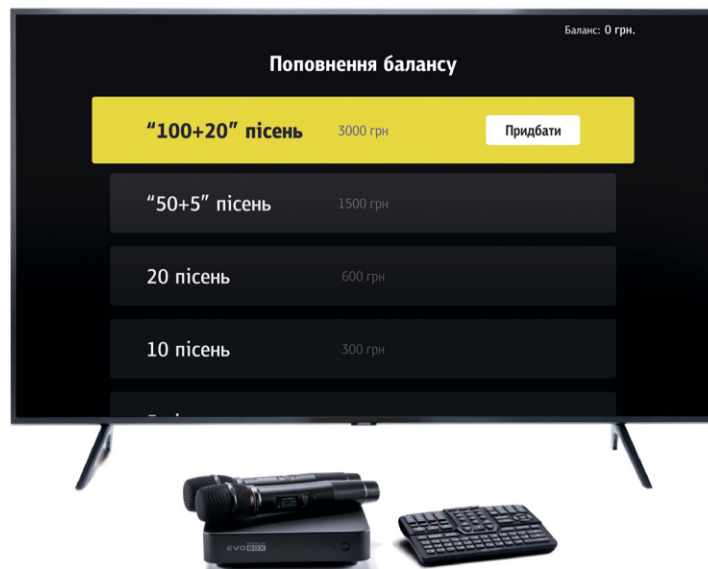 Баланс: 0 грн.
Поповнення балансу
“100+20” пісень 3000 грн Придбати
“50+5” пісень 1500 грн
20 пісень 600 грн
10 пісень 300 грн
EVOBOX